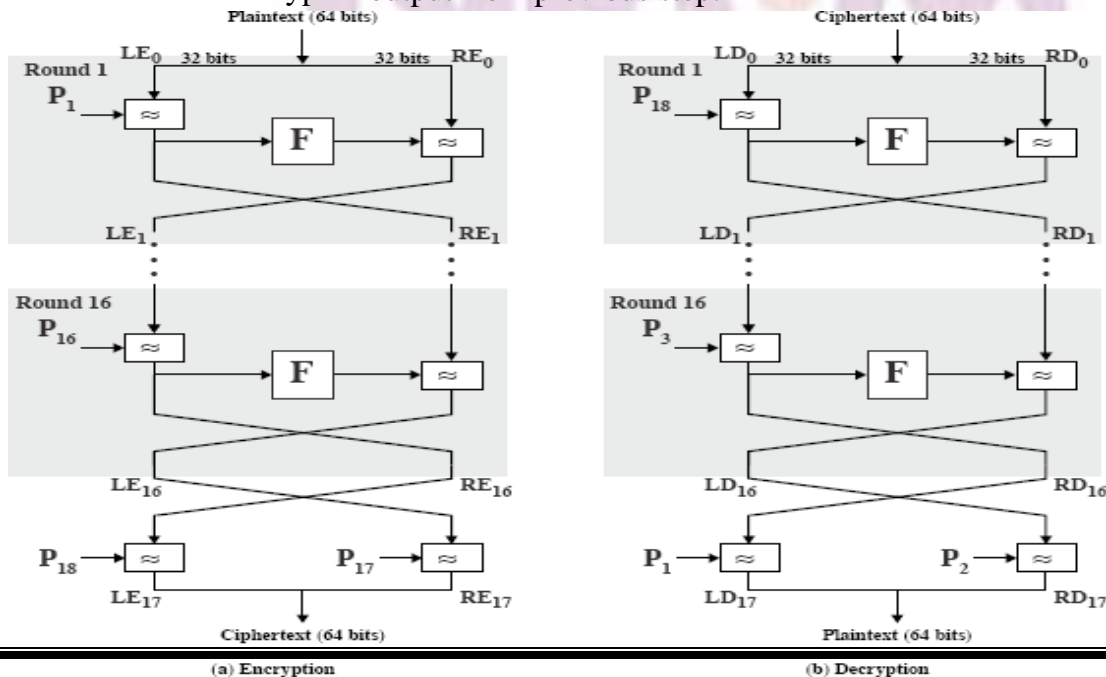 Plaintext (64 bits)
LE0 32 bits 32 bits RE0
Round 1
P1
≈
F
≈
LE1 RE1
Round 16
P16
≈
F
≈
LE16 RE16
P18 ≈ P17 ≈
LE17 RE17
Ciphertext (64 bits)
(a) Encryption
Ciphertext (64 bits)
LD0 32 bits 32 bits RD0
Round 1
P18
≈
F
≈
LD1 RD1
Round 16
P3
≈
F
≈
LD16 RD16
P1 ≈ P2 ≈
LD17 RD17
Plaintext (64 bits)
(b) Decryption